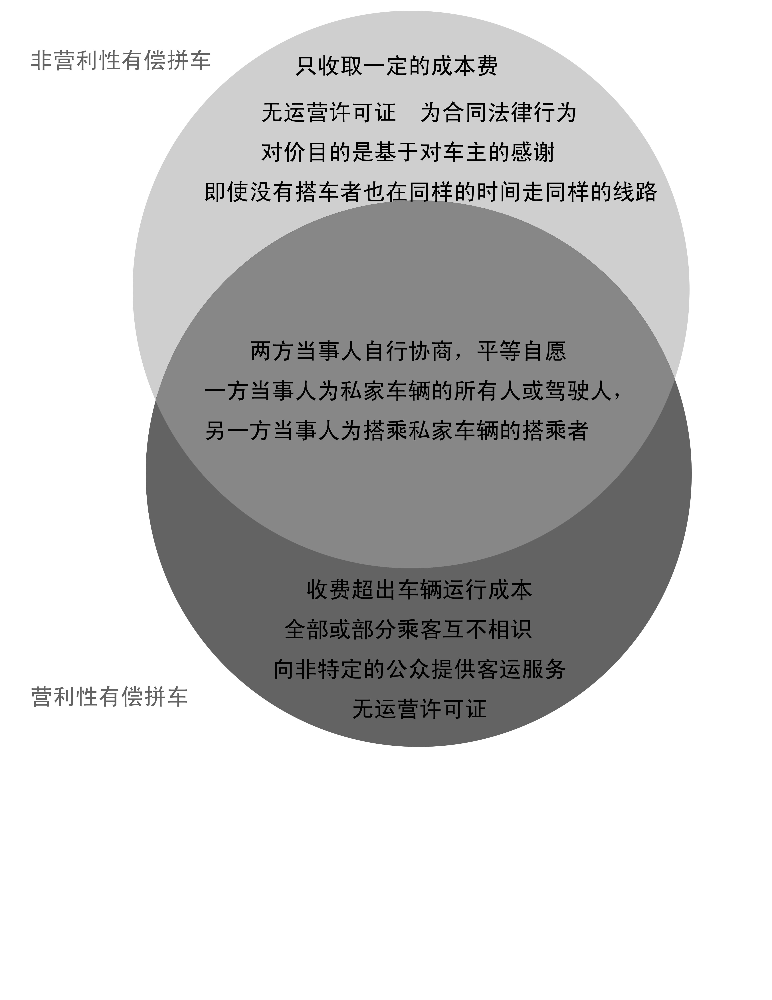 非营利性有偿拼车
只收取一定的成本费
无运营许可证　为合同法律行为
对价目的是基于对车主的感谢
即使没有搭车者也在同样的时间走同样的线路
两方当事人自行协商，平等自愿
一方当事人为私家车辆的所有人或驾驶人，
另一方当事人为搭乘私家车辆的搭乘者
收费超出车辆运行成本
全部或部分乘客互不相识
向非特定的公众提供客运服务
营利性有偿拼车
无运营许可证